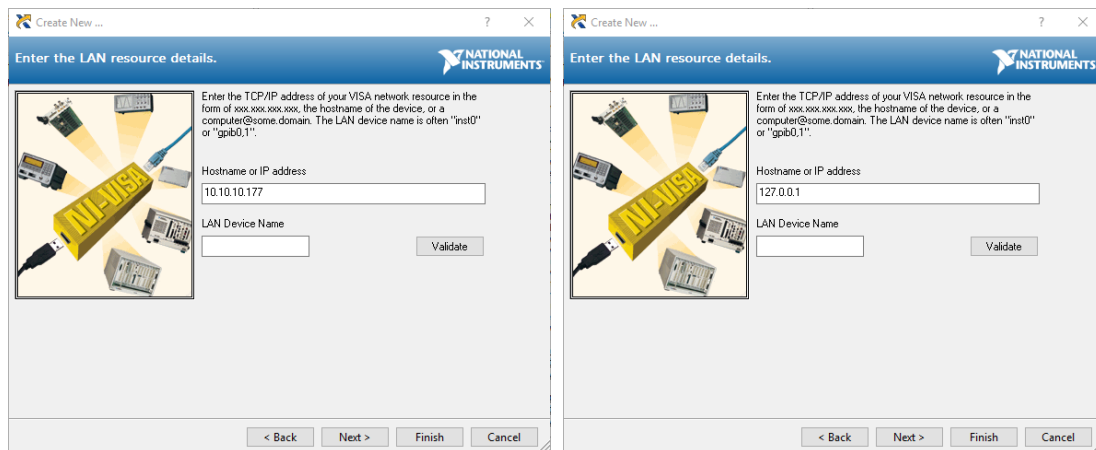 Create New ...
Enter the LAN resource details.
NATIONAL
INSTRUMENTS
Enter the TCP/IP address of your VISA network resource in the
form of xxx.xxx.xxx.xxx, the hostname of the device, or a
computer@some.domain. The LAN device name is often "inst0"
or "gpib0,1".
NI-VISA
Hostname or IP address
10.10.10.177
LAN Device Name
Validate
< Back Next > Finish Cancel
Create New ...
Enter the LAN resource details.
NATIONAL
INSTRUMENTS
Enter the TCP/IP address of your VISA network resource in the
form of xxx.xxx.xxx.xxx, the hostname of the device, or a
computer@some.domain. The LAN device name is often "inst0"
or "gpib0,1".
NI-VISA
Hostname or IP address
127.0.0.1
LAN Device Name
Validate
< Back Next > Finish Cancel